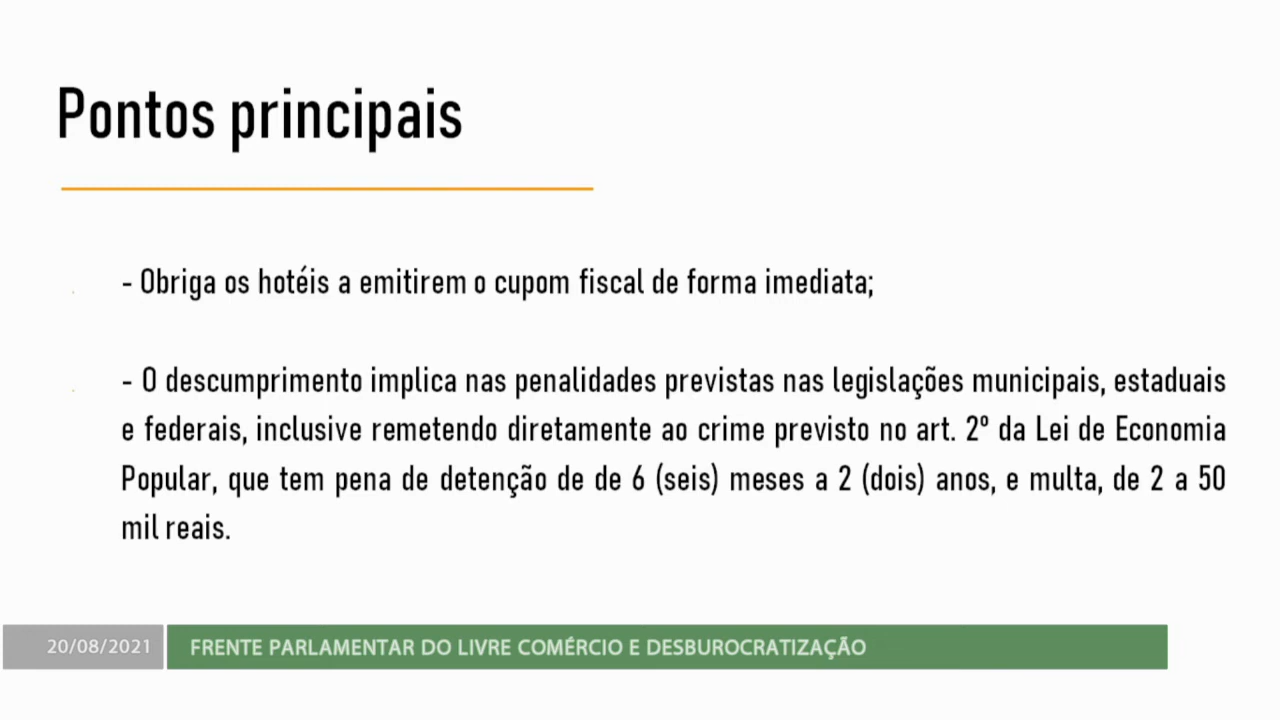 Pontos principais
- Obriga os hotéis a emitirem o cupom fiscal de forma imediata;
- O descumprimento implica nas penalidades previstas nas legislações municipais, estaduais
e federais, inclusive remetendo diretamente ao crime previsto no art. 2º da Lei de Economia
Popular, que tem pena de detenção de de 6 (seis) meses a 2 (dois) anos, e multa, de 2 a 50
mil reais.
20/08/2021 FRENTE PARLAMENTAR DO LIVRE COMÉRCIO E DESBUROCRATIZAÇÃO